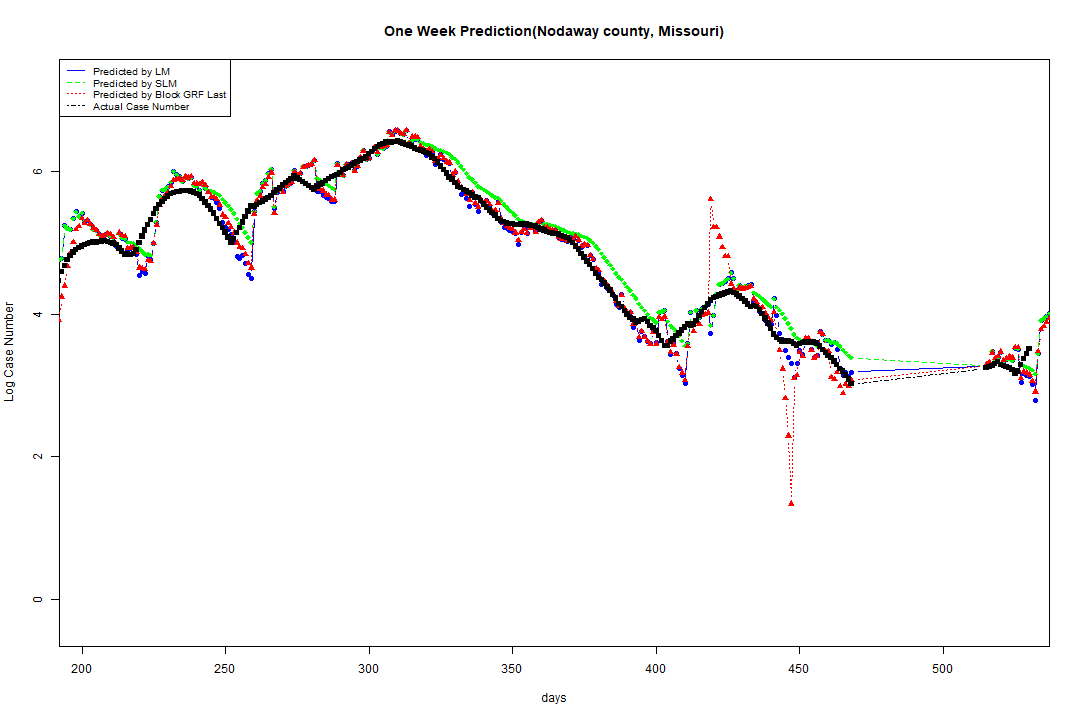 One Week Prediction(Nodaway county, Missouri)
Predicted by LM
Predicted by SLM
Predicted by Block GRF Last
Actual Case Number
Log Case Number
6
4
2
0
200 250 300 350 400 450 500
days